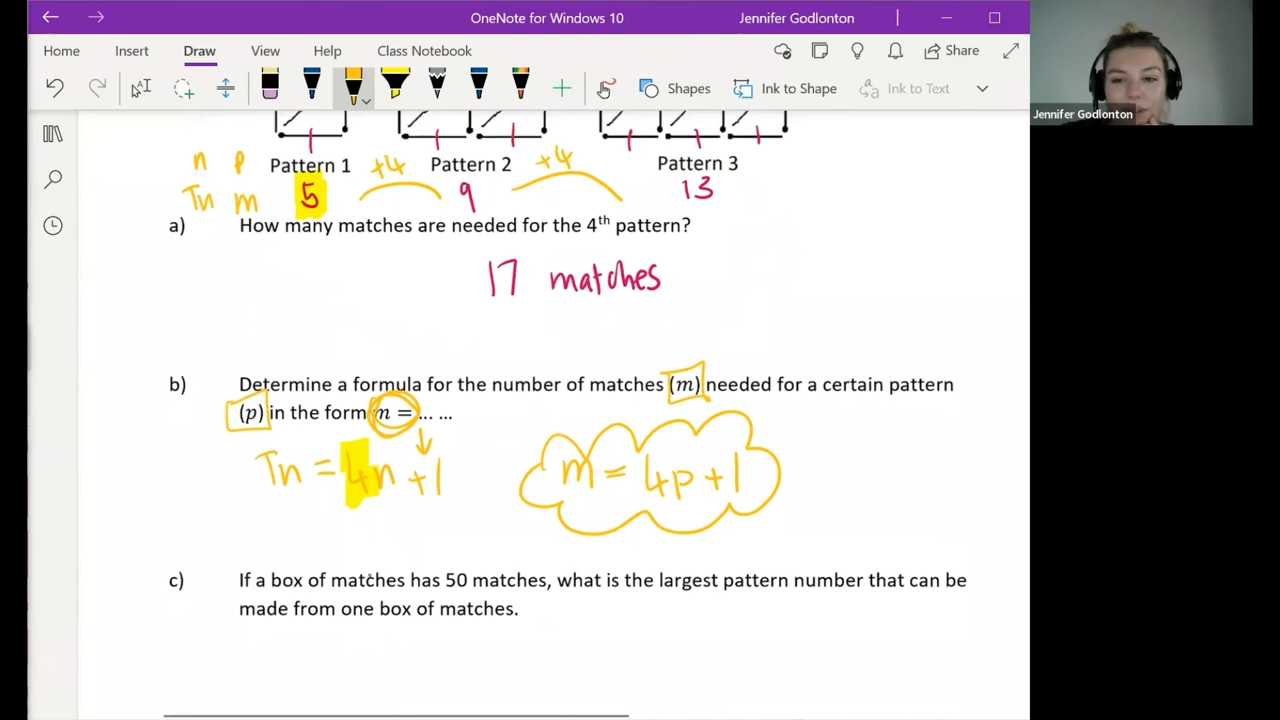 OneNote for Windows 10
Jennifer Godlonton
Home Insert Draw View Help Class Notebook Share
Shapes Ink to Shape Ink to Text
Jennifer Godlonton
n p Pattern 1 +4 Pattern 2 +4 Pattern 3
Tn m 5 9 13
a) How many matches are needed for the 4th pattern?
17 matches
b) Determine a formula for the number of matches (m) needed for a certain pattern
(p) in the form m = ... ...
Tn = 4n + 1 m = 4p + 1
c) If a box of matches has 50 matches, what is the largest pattern number that can be
made from one box of matches.